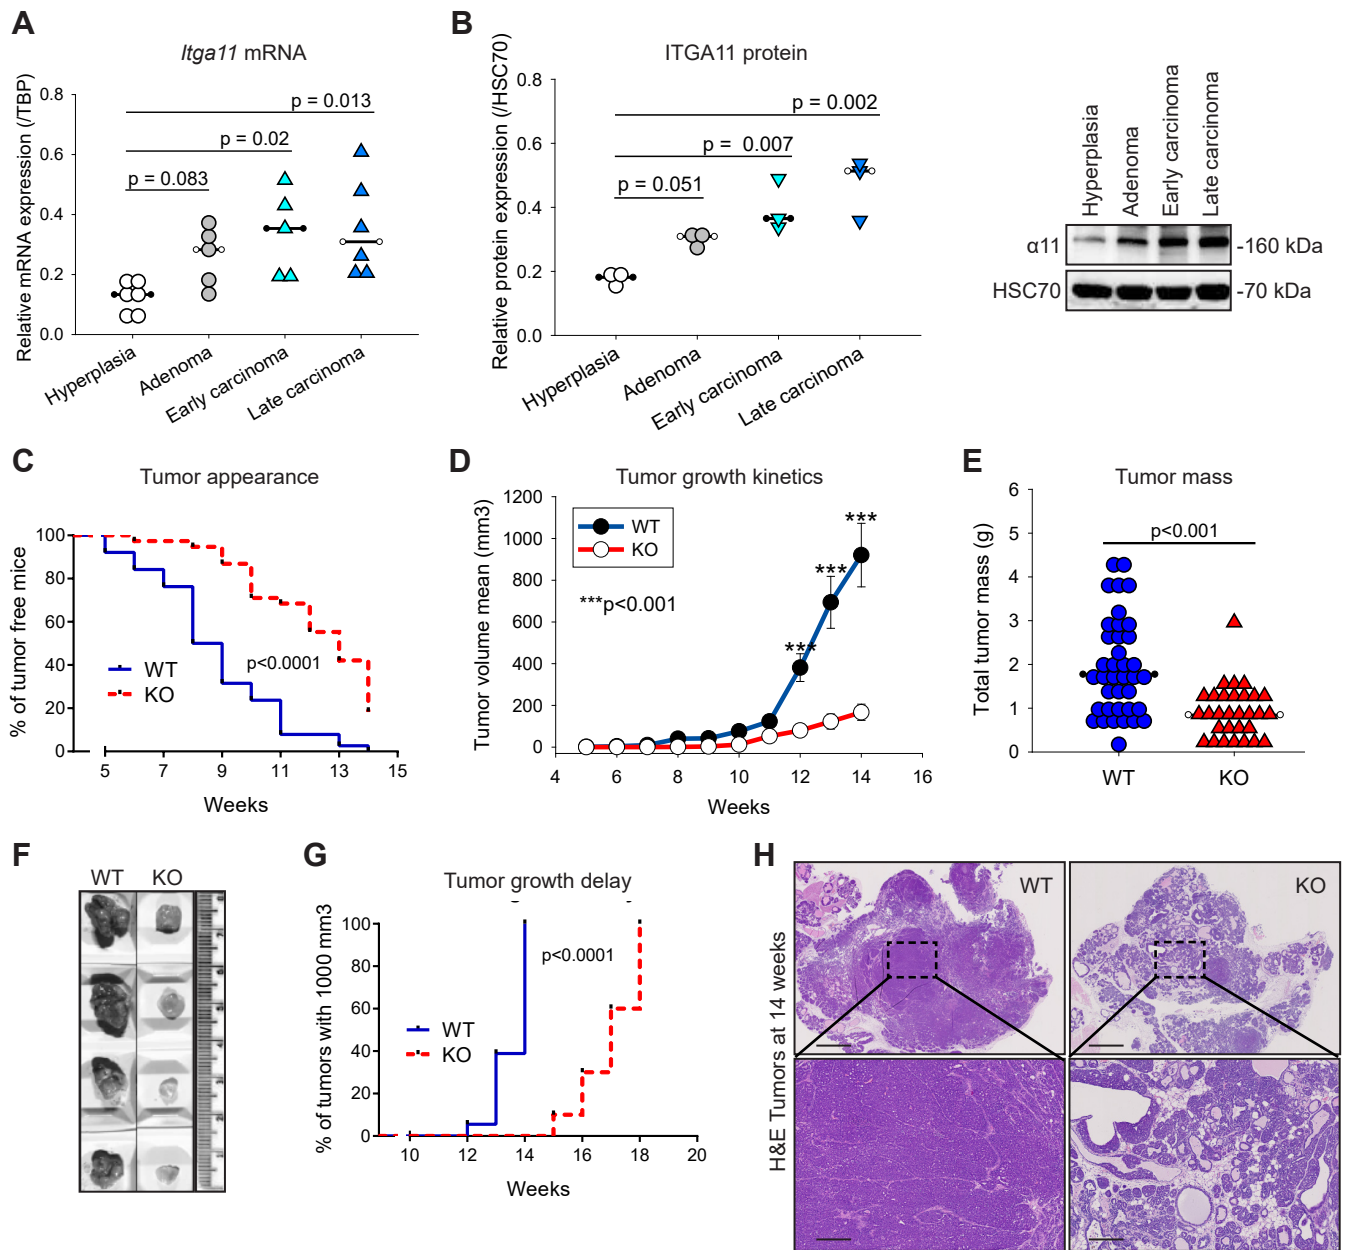 A
Itga11 mRNA
Relative mRNA expression (/TBP)
0.8
0.6
0.4
0.2
0.0
p = 0.013
p = 0.02
p = 0.083
Hyperplasia
Adenoma
Early carcinoma
Late carcinoma
B
ITGA11 protein
Relative protein expression (/HSC70)
0.8
0.6
0.4
0.2
0.0
p = 0.002
p = 0.007
p = 0.051
Hyperplasia
Adenoma
Early carcinoma
Late carcinoma
Hyperplasia
Adenoma
Early carcinoma
Late carcinoma
α11
-160 kDa
HSC70
-70 kDa
C
Tumor appearance
% of tumor free mice
100
80
60
40
20
0
WT
KO
p<0.0001
5
7
9
11
13
15
Weeks
D
Tumor growth kinetics
Tumor volume mean (mm3)
1200
1000
800
600
400
200
0
WT
KO
***p<0.001
***
***
***
4
6
8
10
12
14
16
Weeks
E
Tumor mass
Total tumor mass (g)
6
5
4
3
2
1
0
p<0.001
WT
KO
F
WT
KO
G
Tumor growth delay
% of tumors with 1000 mm3
100
80
60
40
20
0
p<0.0001
WT
KO
10
12
14
16
18
20
Weeks
H
H&E Tumors at 14 weeks
WT
KO